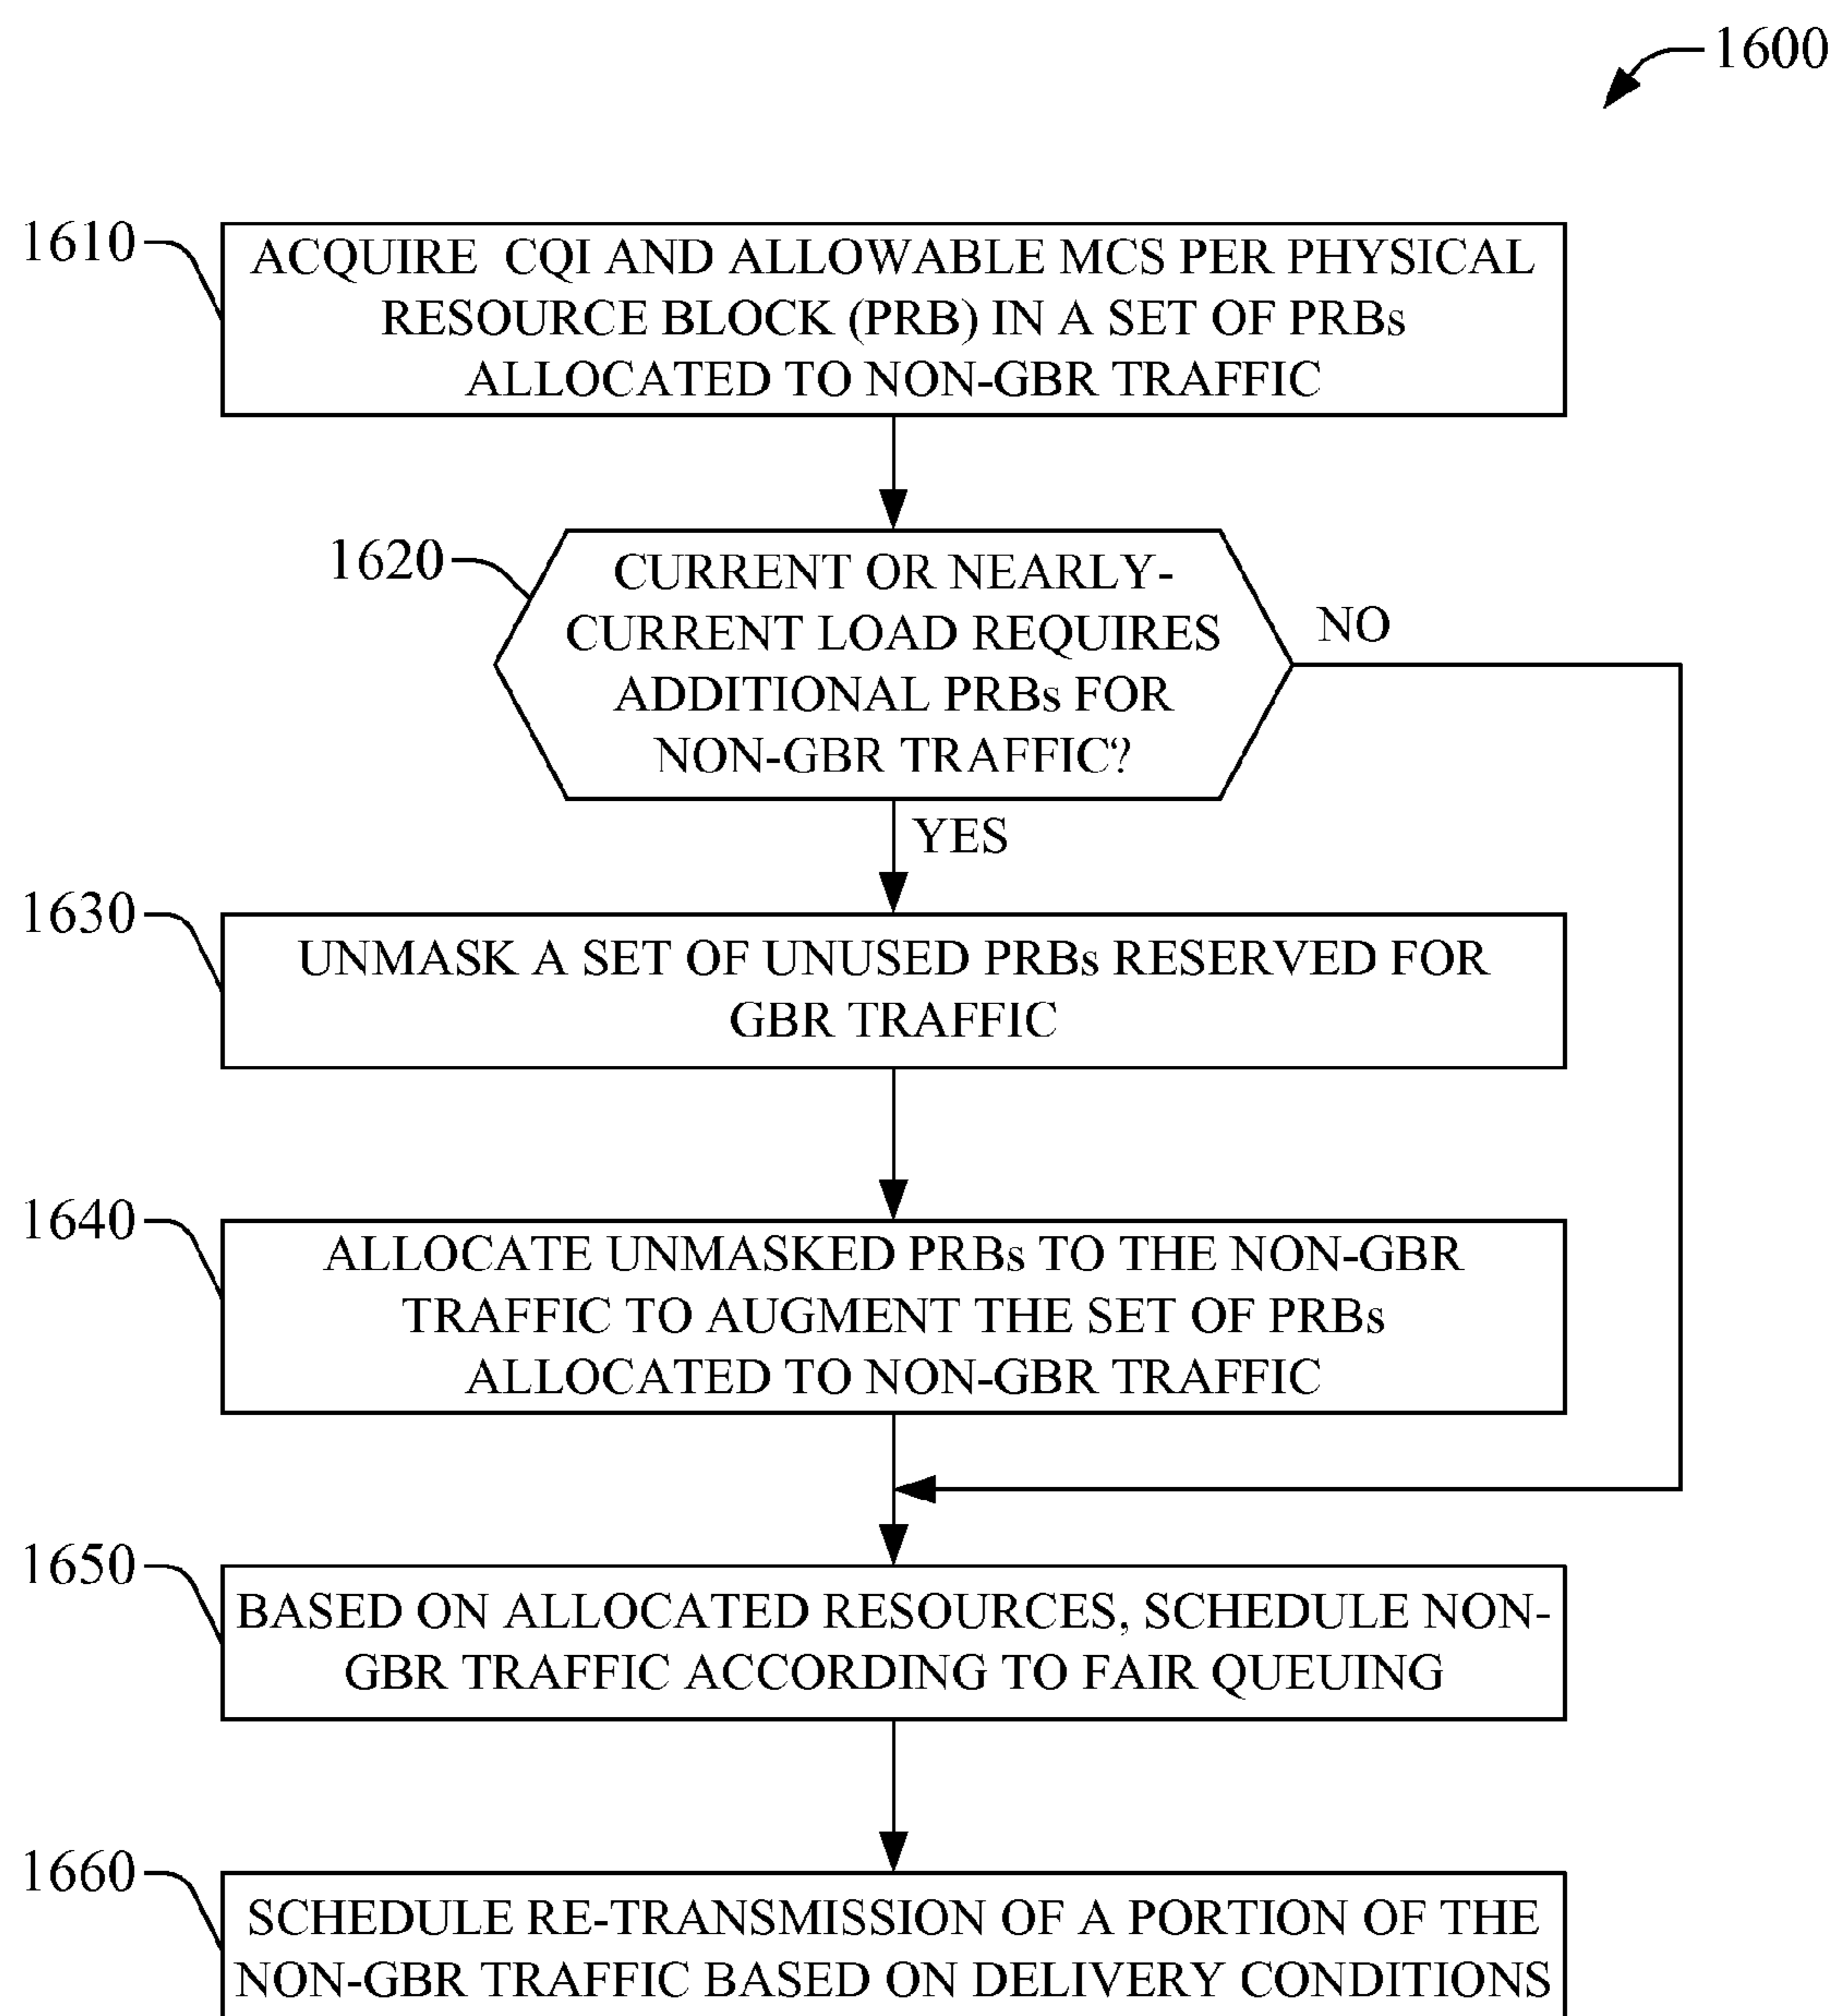 1600
1610
ACQUIRE CQI AND ALLOWABLE MCS PER PHYSICAL
RESOURCE BLOCK (PRB) IN A SET OF PRBs
ALLOCATED TO NON-GBR TRAFFIC
1620
CURRENT OR NEARLY-
CURRENT LOAD REQUIRES
ADDITIONAL PRBs FOR
NON-GBR TRAFFIC?
NO
YES
1630
UNMASK A SET OF UNUSED PRBs RESERVED FOR
GBR TRAFFIC
1640
ALLOCATE UNMASKED PRBs TO THE NON-GBR
TRAFFIC TO AUGMENT THE SET OF PRBs
ALLOCATED TO NON-GBR TRAFFIC
1650
BASED ON ALLOCATED RESOURCES, SCHEDULE NON-
GBR TRAFFIC ACCORDING TO FAIR QUEUING
1660
SCHEDULE RE-TRANSMISSION OF A PORTION OF THE
NON-GBR TRAFFIC BASED ON DELIVERY CONDITIONS